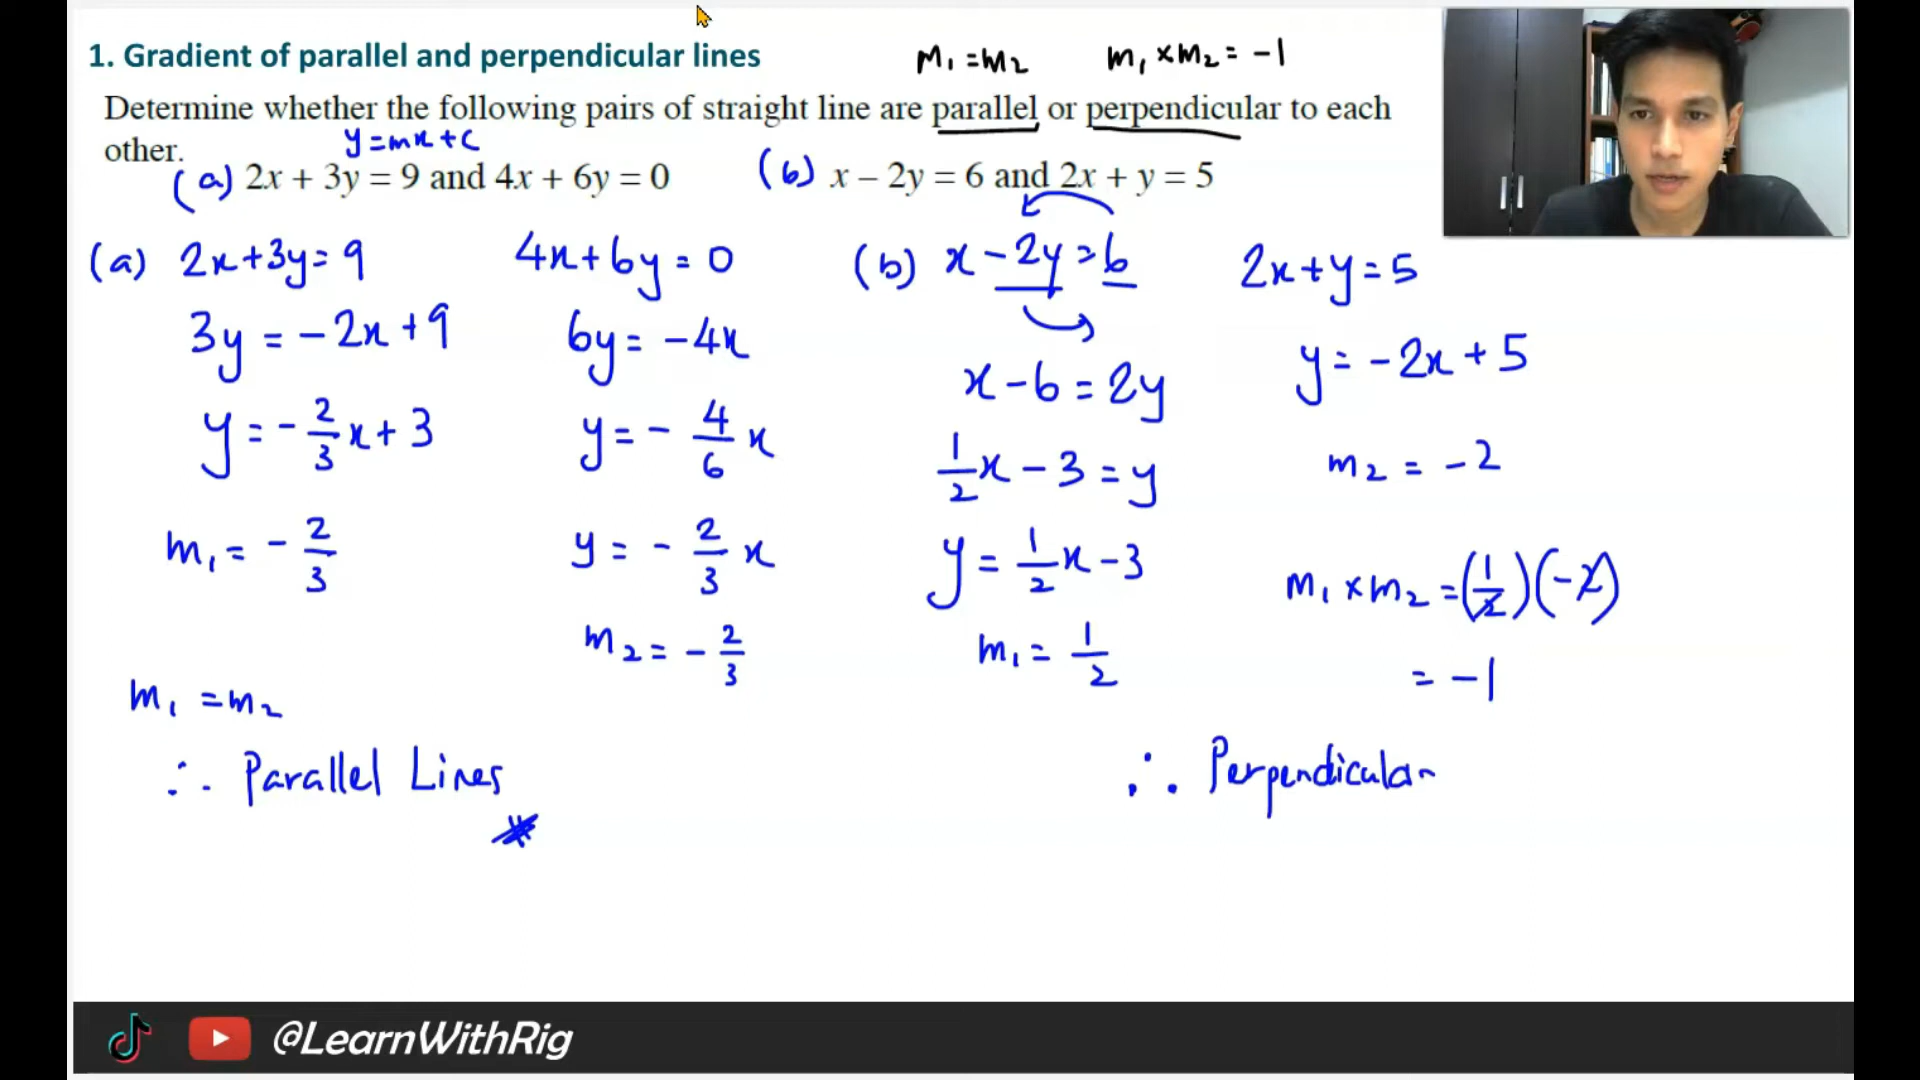 1. Gradient of parallel and perpendicular lines
m₁ = m₂
m₁ × m₂ = -1
Determine whether the following pairs of straight line are parallel or perpendicular to each
other.
y = mx + c
(a) 2x + 3y = 9 and 4x + 6y = 0
(b) x – 2y = 6 and 2x + y = 5
(a) 2x + 3y = 9
3y = -2x + 9
y = -2/3 x + 3
m₁ = -2/3
4x + 6y = 0
6y = -4x
y = -4/6 x
y = -2/3 x
m₂ = -2/3
m₁ = m₂
∴ Parallel Lines
(b) x - 2y = 6
x - 6 = 2y
1/2 x - 3 = y
y = 1/2 x - 3
m₁ = 1/2
2x + y = 5
y = -2x + 5
m₂ = -2
m₁ × m₂ = (1/2)(-2)
= -1
∴ Perpendicular
@LearnWithRig